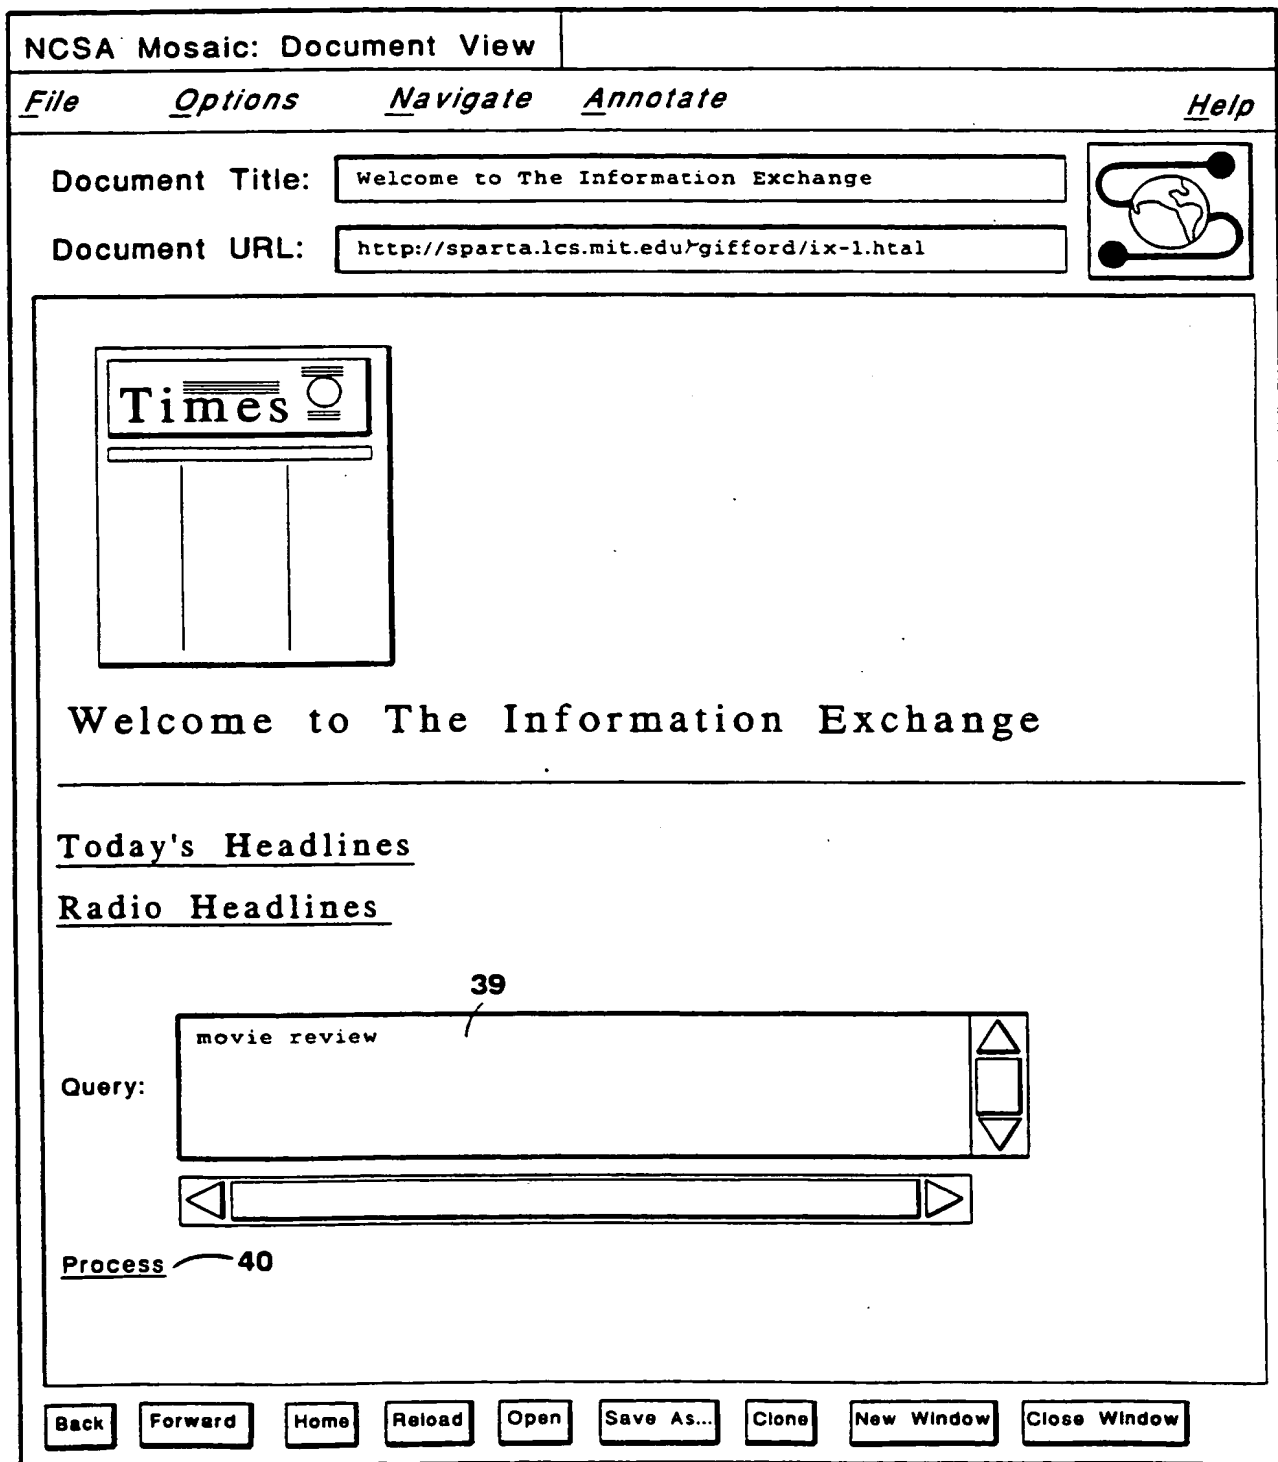 NCSA Mosaic: Document View
File Options Navigate Annotate Help
Document Title: Welcome to The Information Exchange
Document URL: http://sparta.lcs.mit.edu/~gifford/ix-1.htal
Times
Welcome to The Information Exchange
Today's Headlines
Radio Headlines
39
movie review
Query:
Process 40
Back Forward Home Reload Open Save As... Clone New Window Close Window